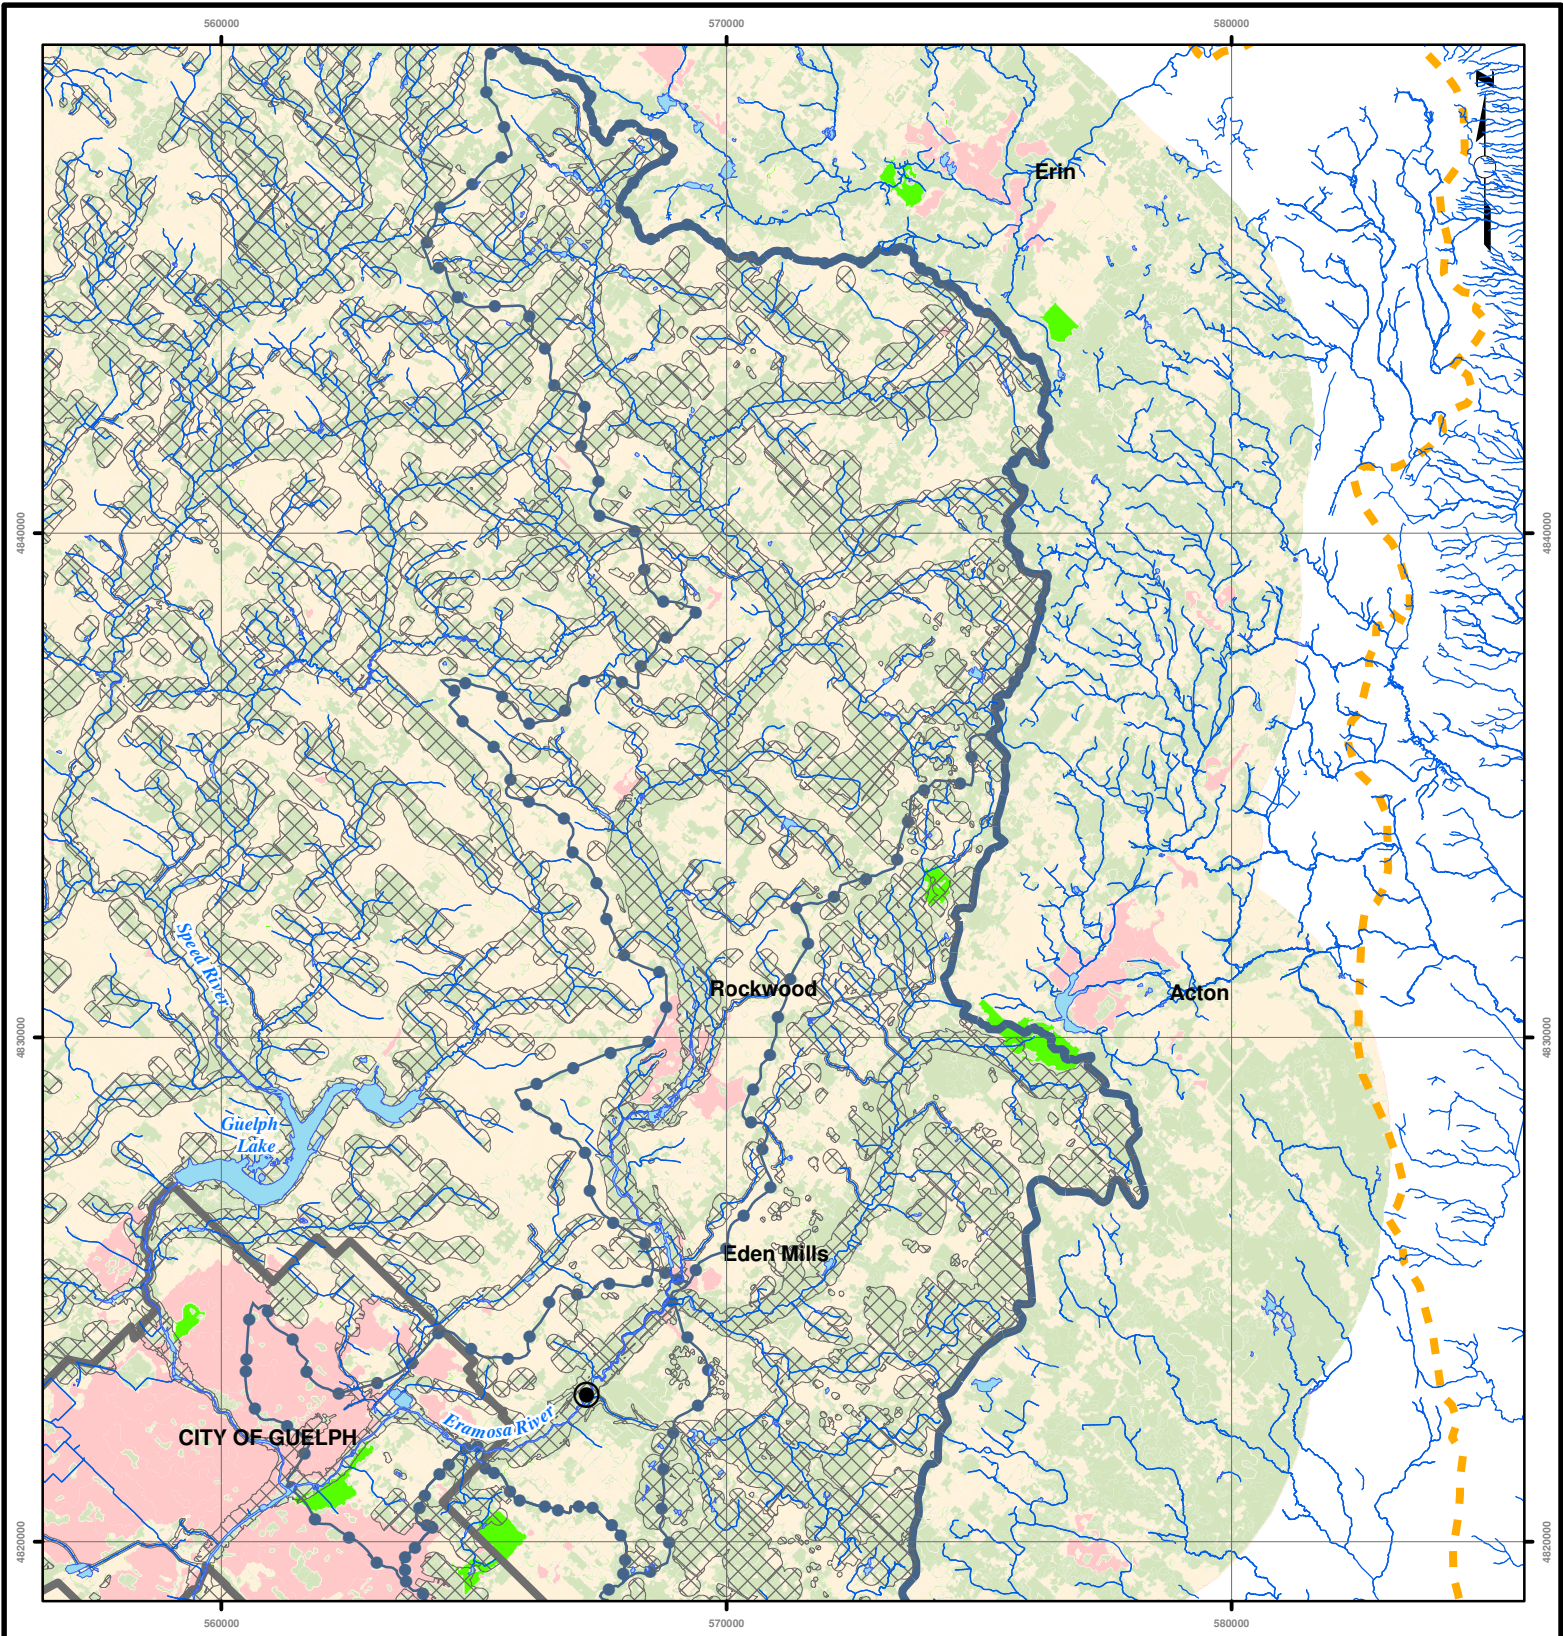 560000
570000
580000
N
Erin
4840000
4840000
Speed River
Rockwood
Acton
4830000
4830000
Guelph
Lake
Eden Mills
Eramosa River
CITY OF GUELPH
4820000
4820000
560000
570000
580000